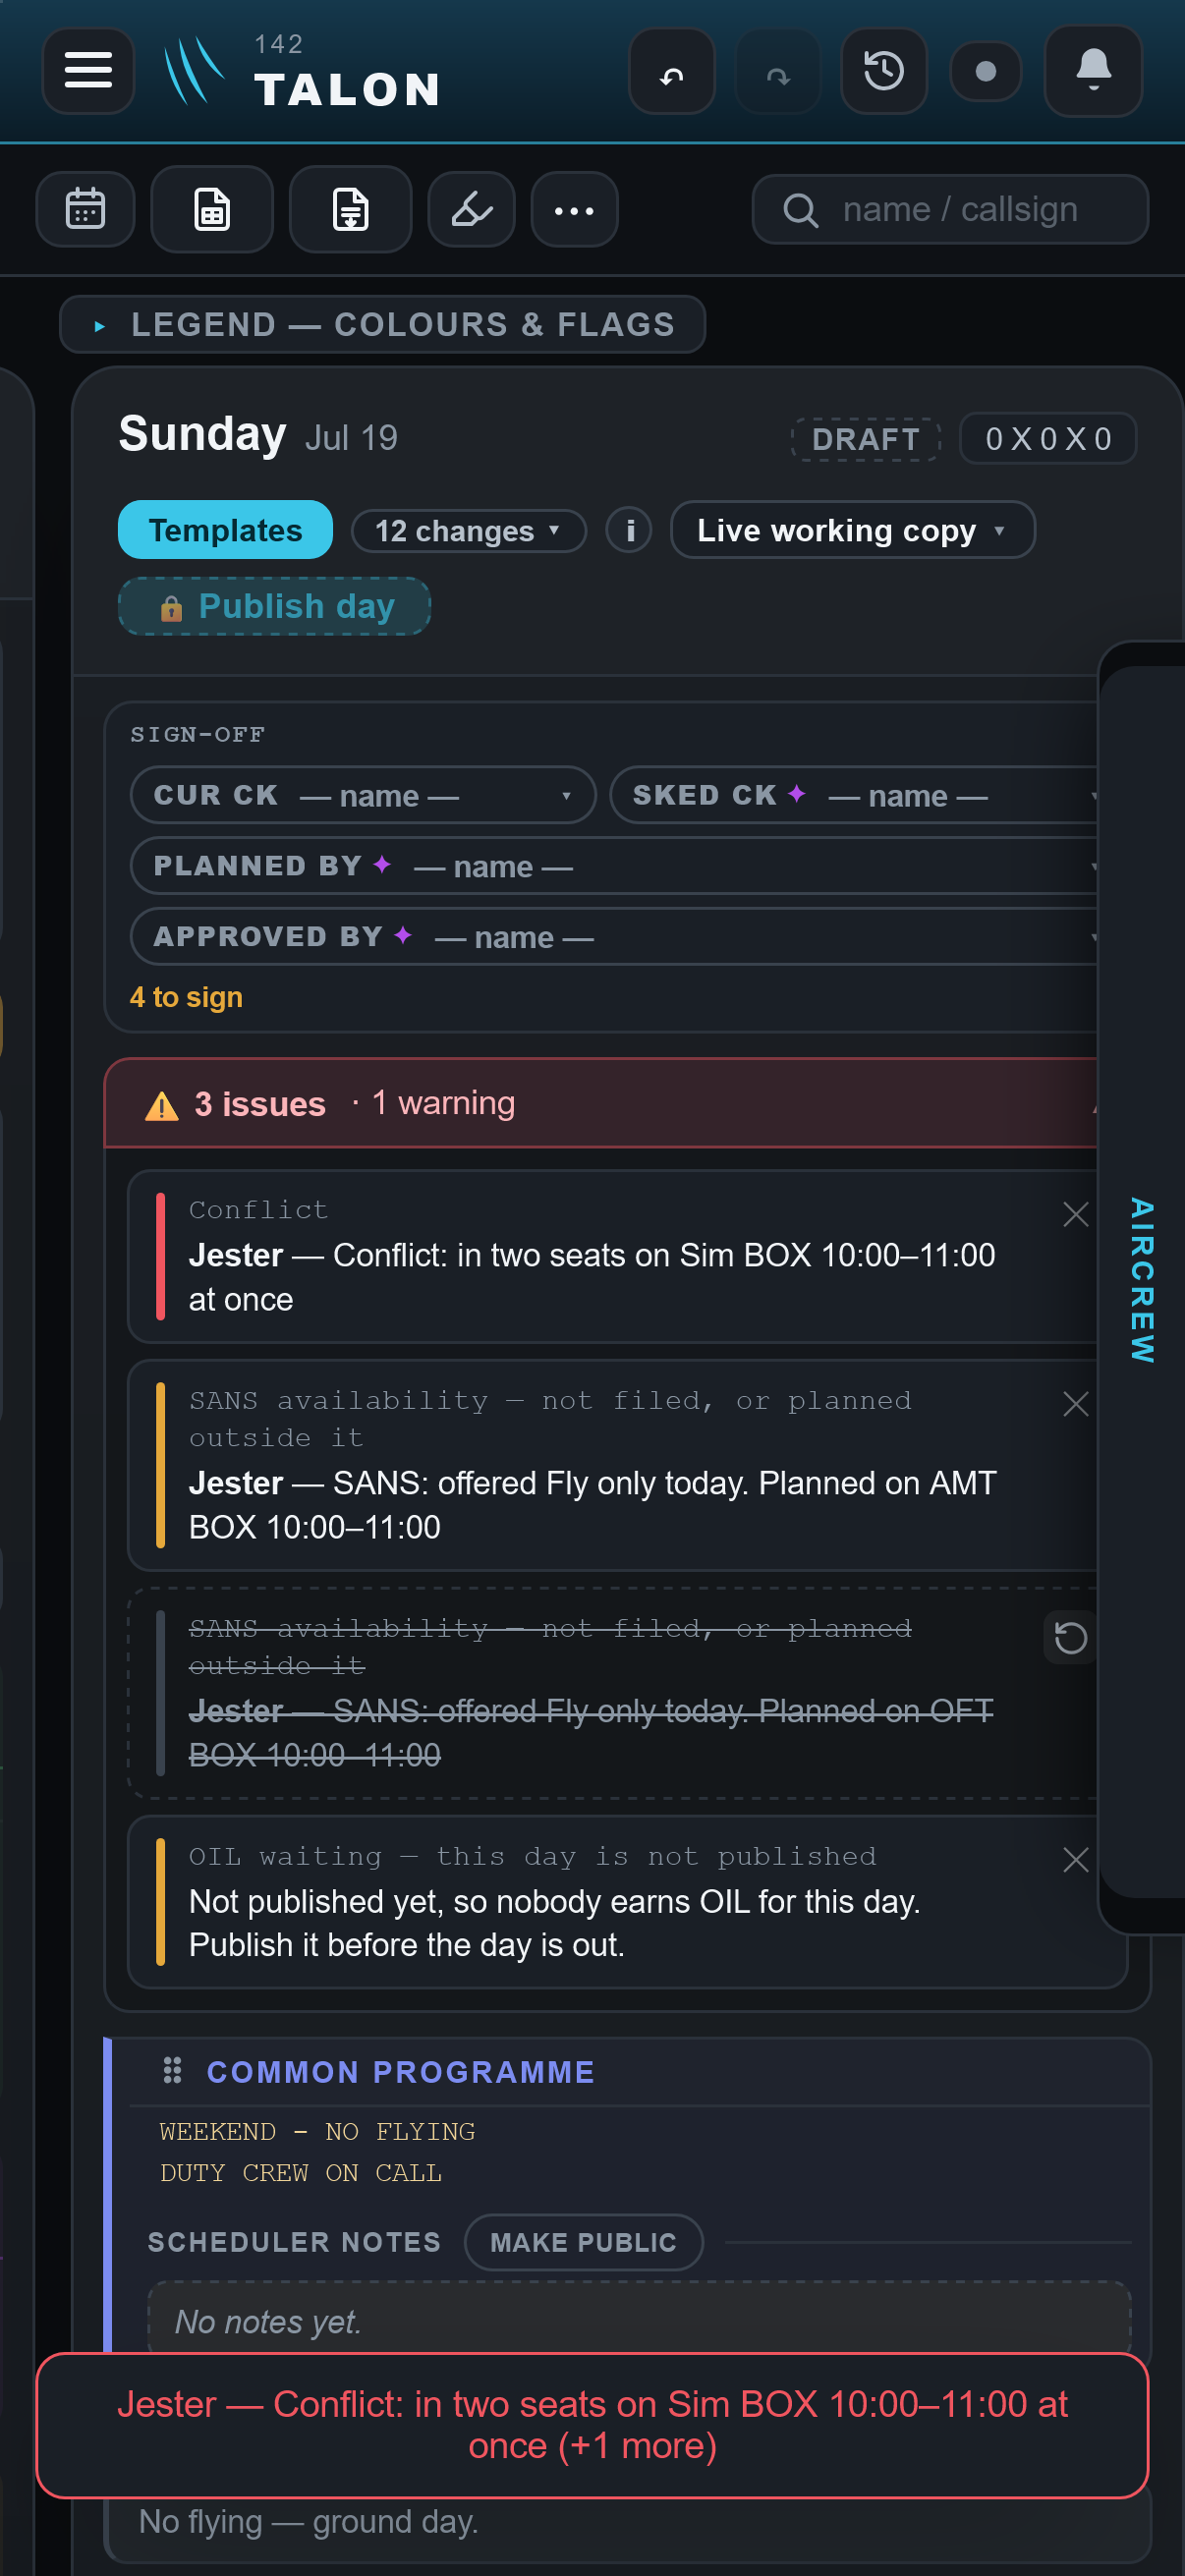 142
TALON
name / callsign
LEGEND — COLOURS & FLAGS
Sunday Jul 19
DRAFT
0 X 0 X 0
Templates
12 changes
i
Live working copy
Publish day
SIGN-OFF
CUR CK — name —
SKED CK — name —
PLANNED BY — name —
APPROVED BY — name —
4 to sign
3 issues · 1 warning
Conflict
Jester — Conflict: in two seats on Sim BOX 10:00–11:00
at once
SANS availability — not filed, or planned
outside it
Jester — SANS: offered Fly only today. Planned on AMT
BOX 10:00–11:00
SANS availability — not filed, or planned
outside it
Jester — SANS: offered Fly only today. Planned on OFT
BOX 10:00–11:00
OIL waiting — this day is not published
Not published yet, so nobody earns OIL for this day.
Publish it before the day is out.
AIRCREW
COMMON PROGRAMME
WEEKEND - NO FLYING
DUTY CREW ON CALL
SCHEDULER NOTES
MAKE PUBLIC
No notes yet.
Jester — Conflict: in two seats on Sim BOX 10:00–11:00 at
once (+1 more)
No flying — ground day.